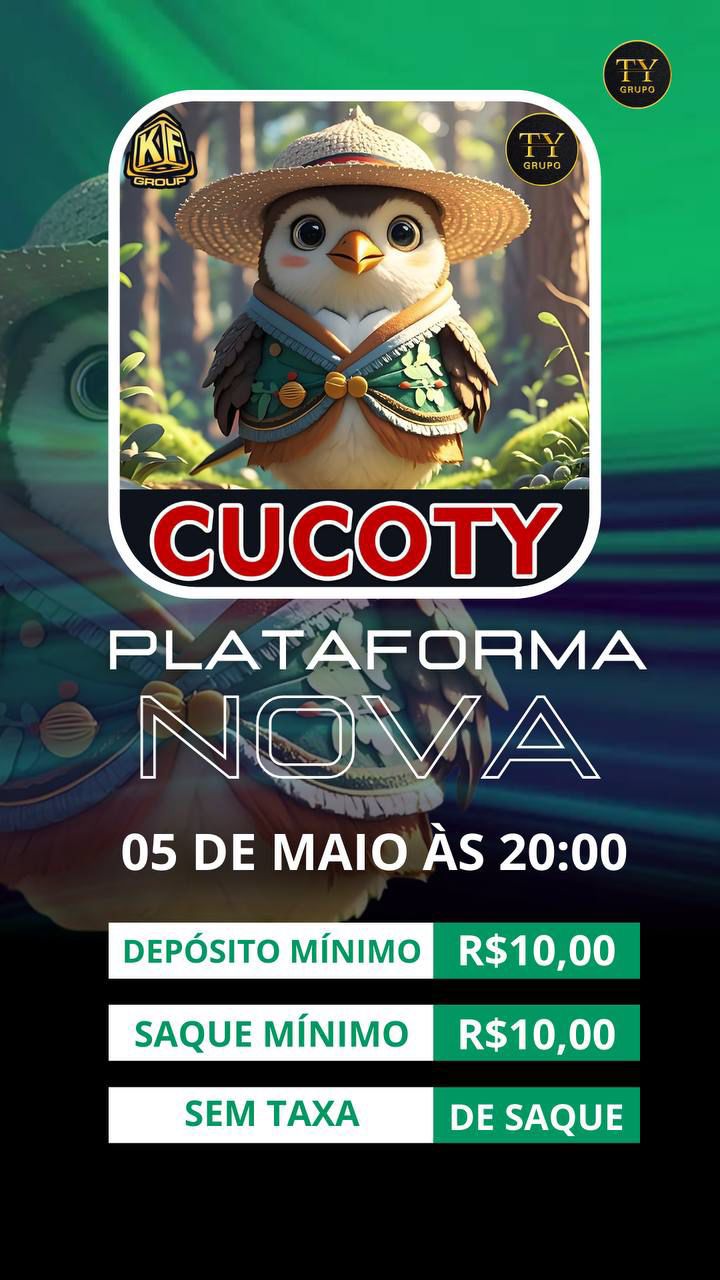 TY
GRUPO
KF
GROUP
TY
GRUPO
CUCOTY
PLATAFORMA
NOVA
05 DE MAIO ÀS 20:00
DEPÓSITO MÍNIMO R$10,00
SAQUE MÍNIMO R$10,00
SEM TAXA DE SAQUE